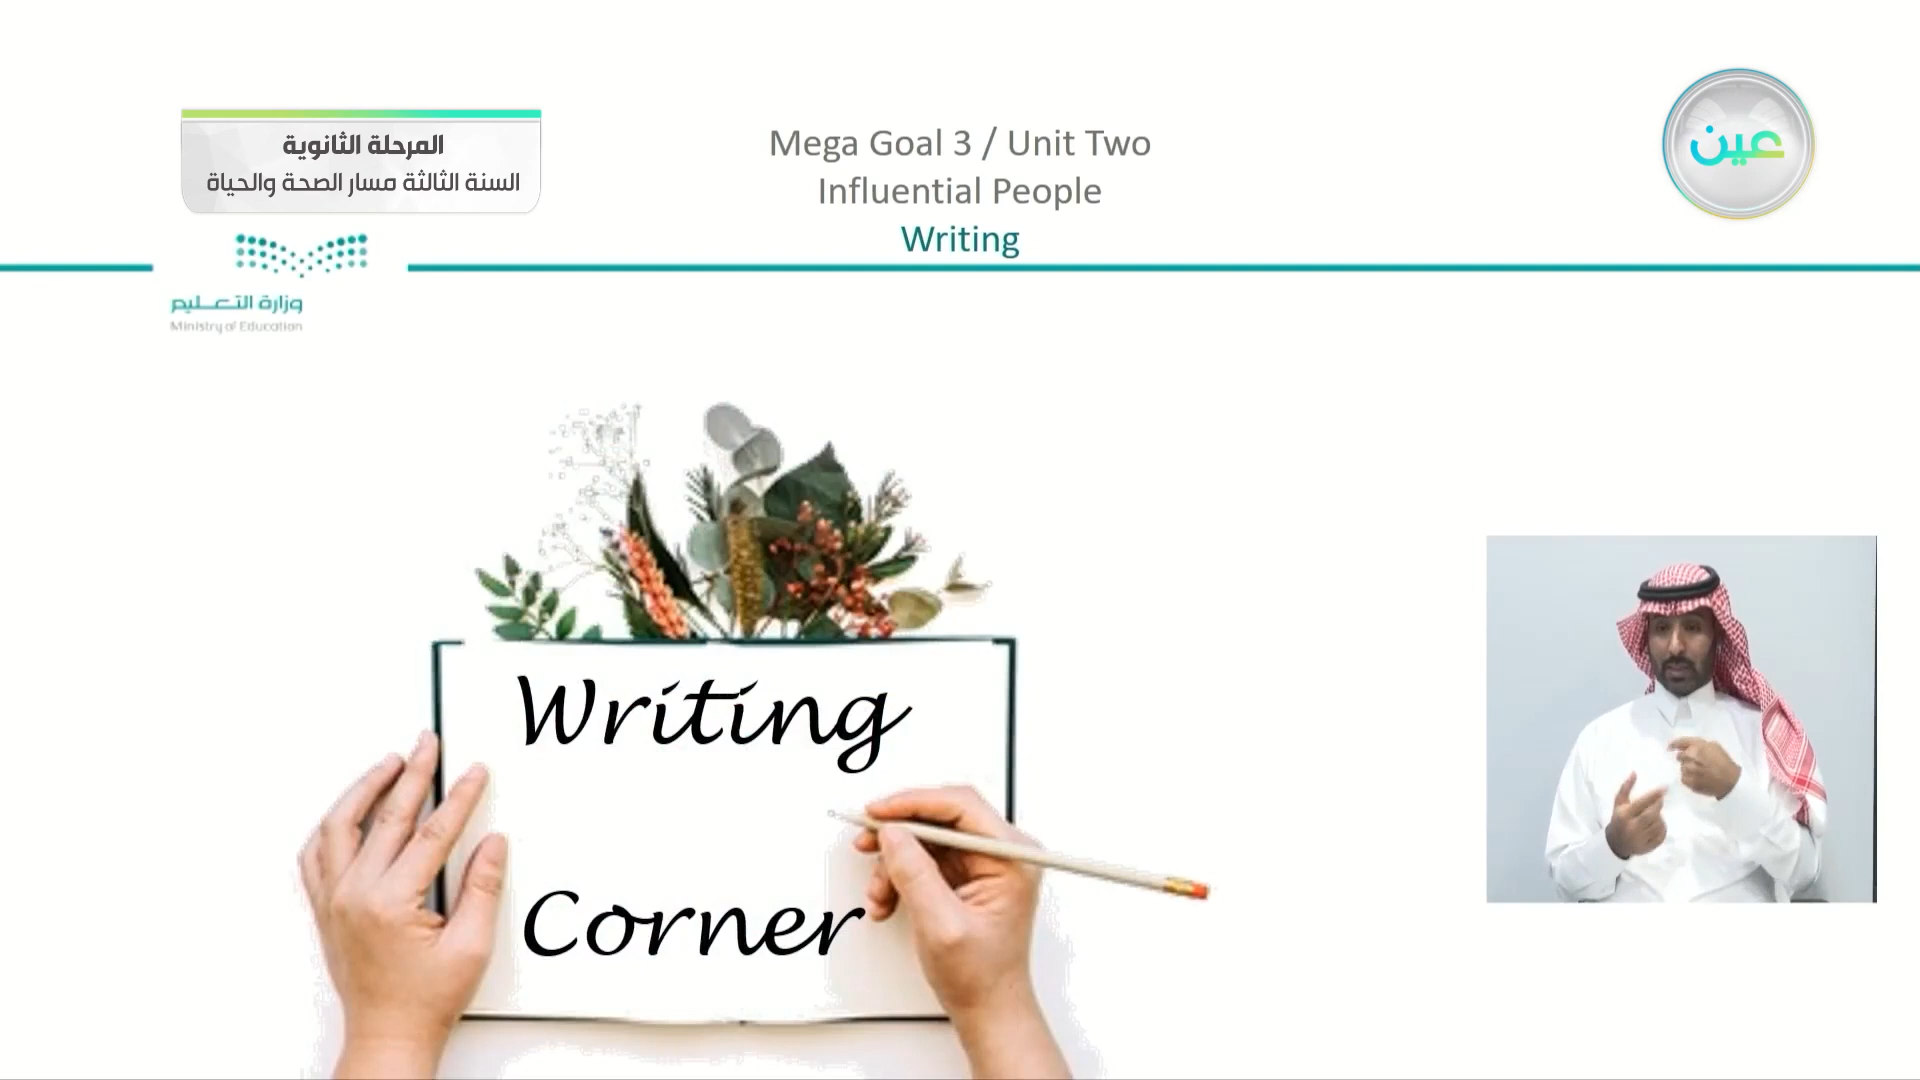 المرحلة الثانوية
السنة الثالثة مسار الصحة والحياة
Mega Goal 3 / Unit Two
Influential People
Writing
عين
وزارة التعليم
Ministry of Education
Writing
Corner